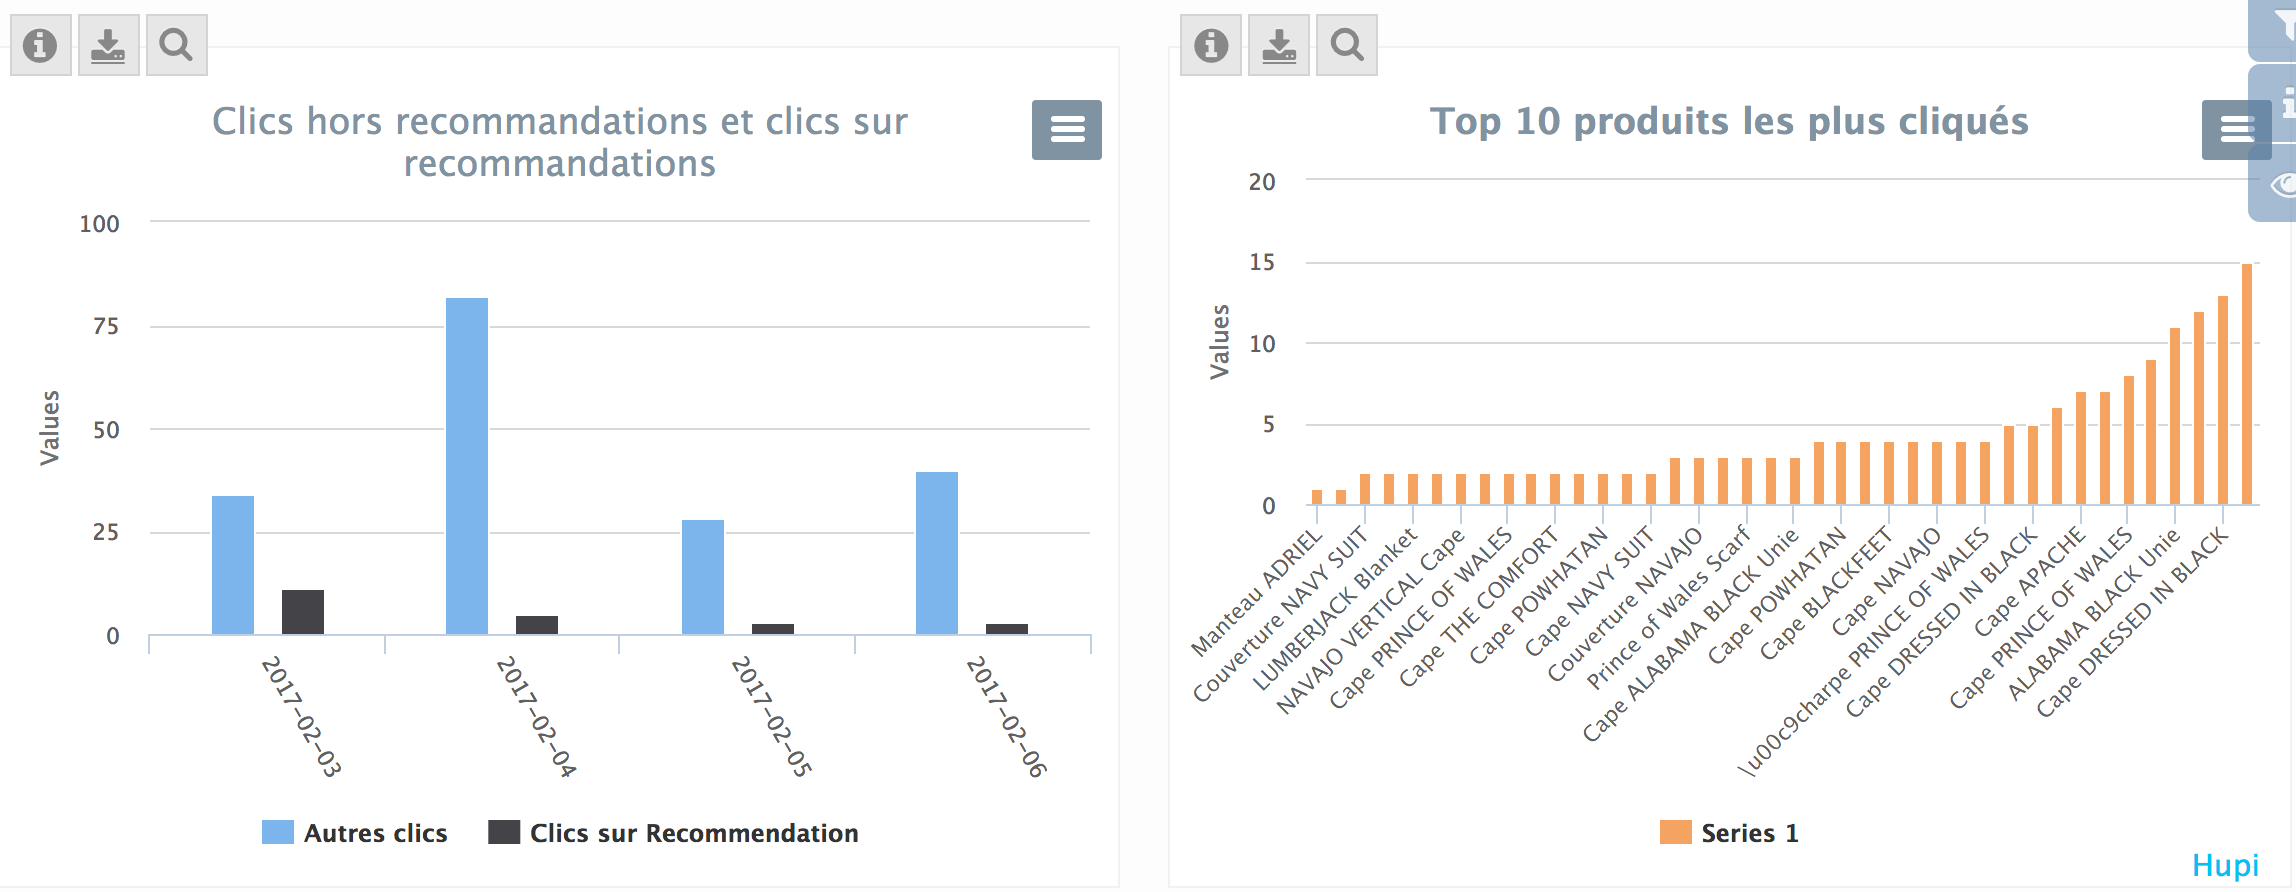 Clics hors recommandations et clics sur
recommandations
100
75
50
25
0
Values
2017-02-03
2017-02-04
2017-02-05
2017-02-06
Autres clics
Clics sur Recommendation
Top 10 produits les plus cliqués
20
15
10
5
0
Values
Manteau ADRIEL
Couverture NAVY SUIT
LUMBERJACK Blanket
NAVAJO VERTICAL Cape
Cape PRINCE OF WALES
Cape THE COMFORT
Cape POWHATAN
Cape NAVY SUIT
Couverture NAVAJO
Prince of Wales Scarf
Cape ALABAMA BLACK Unie
Cape POWHATAN
Cape BLACKFEET
Cape NAVAJO
\u00c9charpe PRINCE OF WALES
Cape DRESSED IN BLACK
Cape APACHE
Cape PRINCE OF WALES
ALABAMA BLACK Unie
Cape DRESSED IN BLACK
Series 1
Hupi